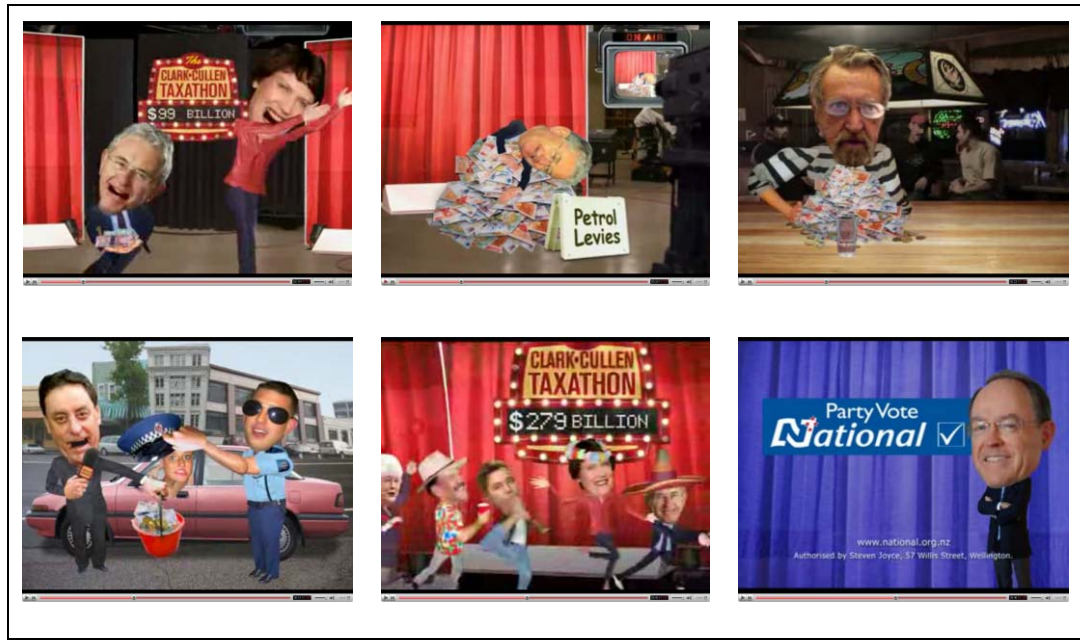 The
CLARK·CULLEN
TAXATHON
$99 BILLION
ON AIR
Petrol
Levies
CLARK·CULLEN
TAXATHON
$279 BILLION
Party Vote
National
www.national.org.nz
Authorised by Steven Joyce, 57 Willis Street, Wellington.